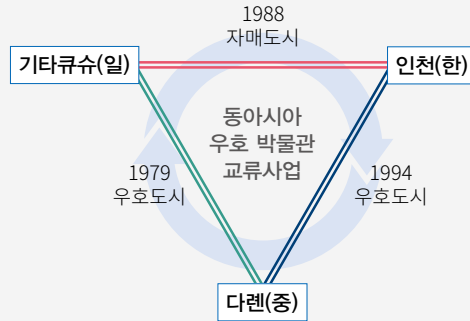 1988
자매도시
기타큐슈(일)
인천(한)
동아시아
우호 박물관
교류사업
1979
우호도시
1994
우호도시
다롄(중)